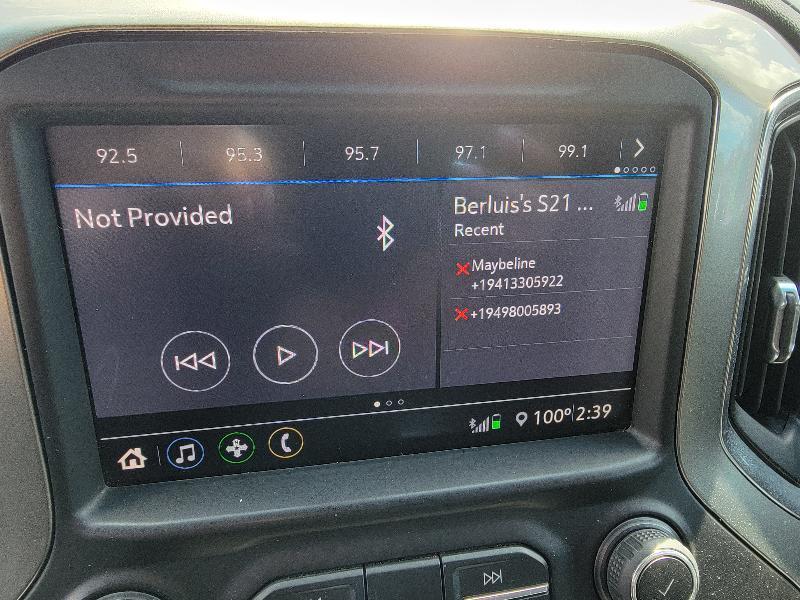 92.5 95.3 95.7 97.1 99.1
Not Provided
Berluis's S21 ...
Recent
Maybeline
+19413305922
+19498005893
100° 2:39